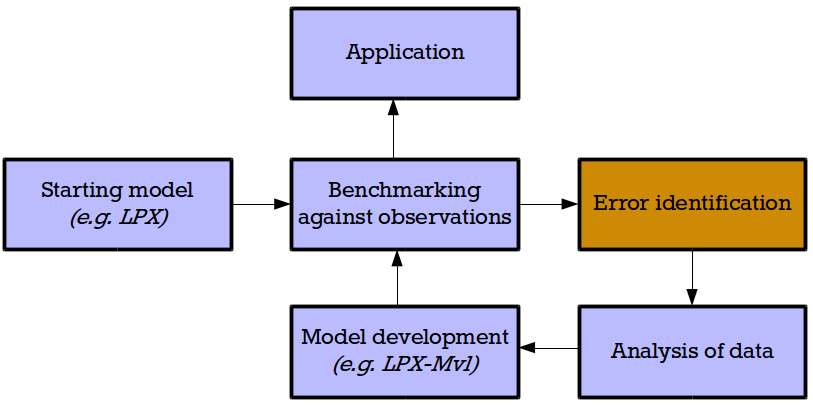 Application
Starting model
(e.g. LPX)
Benchmarking
against observations
Error identification
Model development
(e.g. LPX-Mv1)
Analysis of data